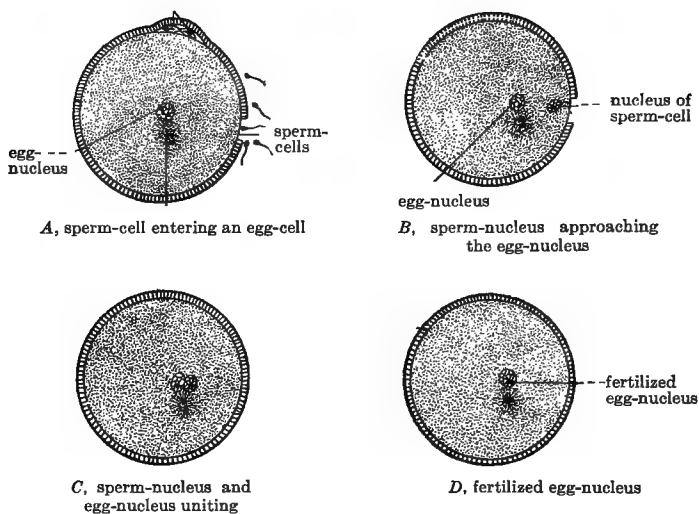 egg-
nucleus
sperm-
cells
A, sperm-cell entering an egg-cell
nucleus of
sperm-cell
egg-nucleus
B, sperm-nucleus approaching
the egg-nucleus
C, sperm-nucleus and
egg-nucleus uniting
fertilized
egg-nucleus
D, fertilized egg-nucleus